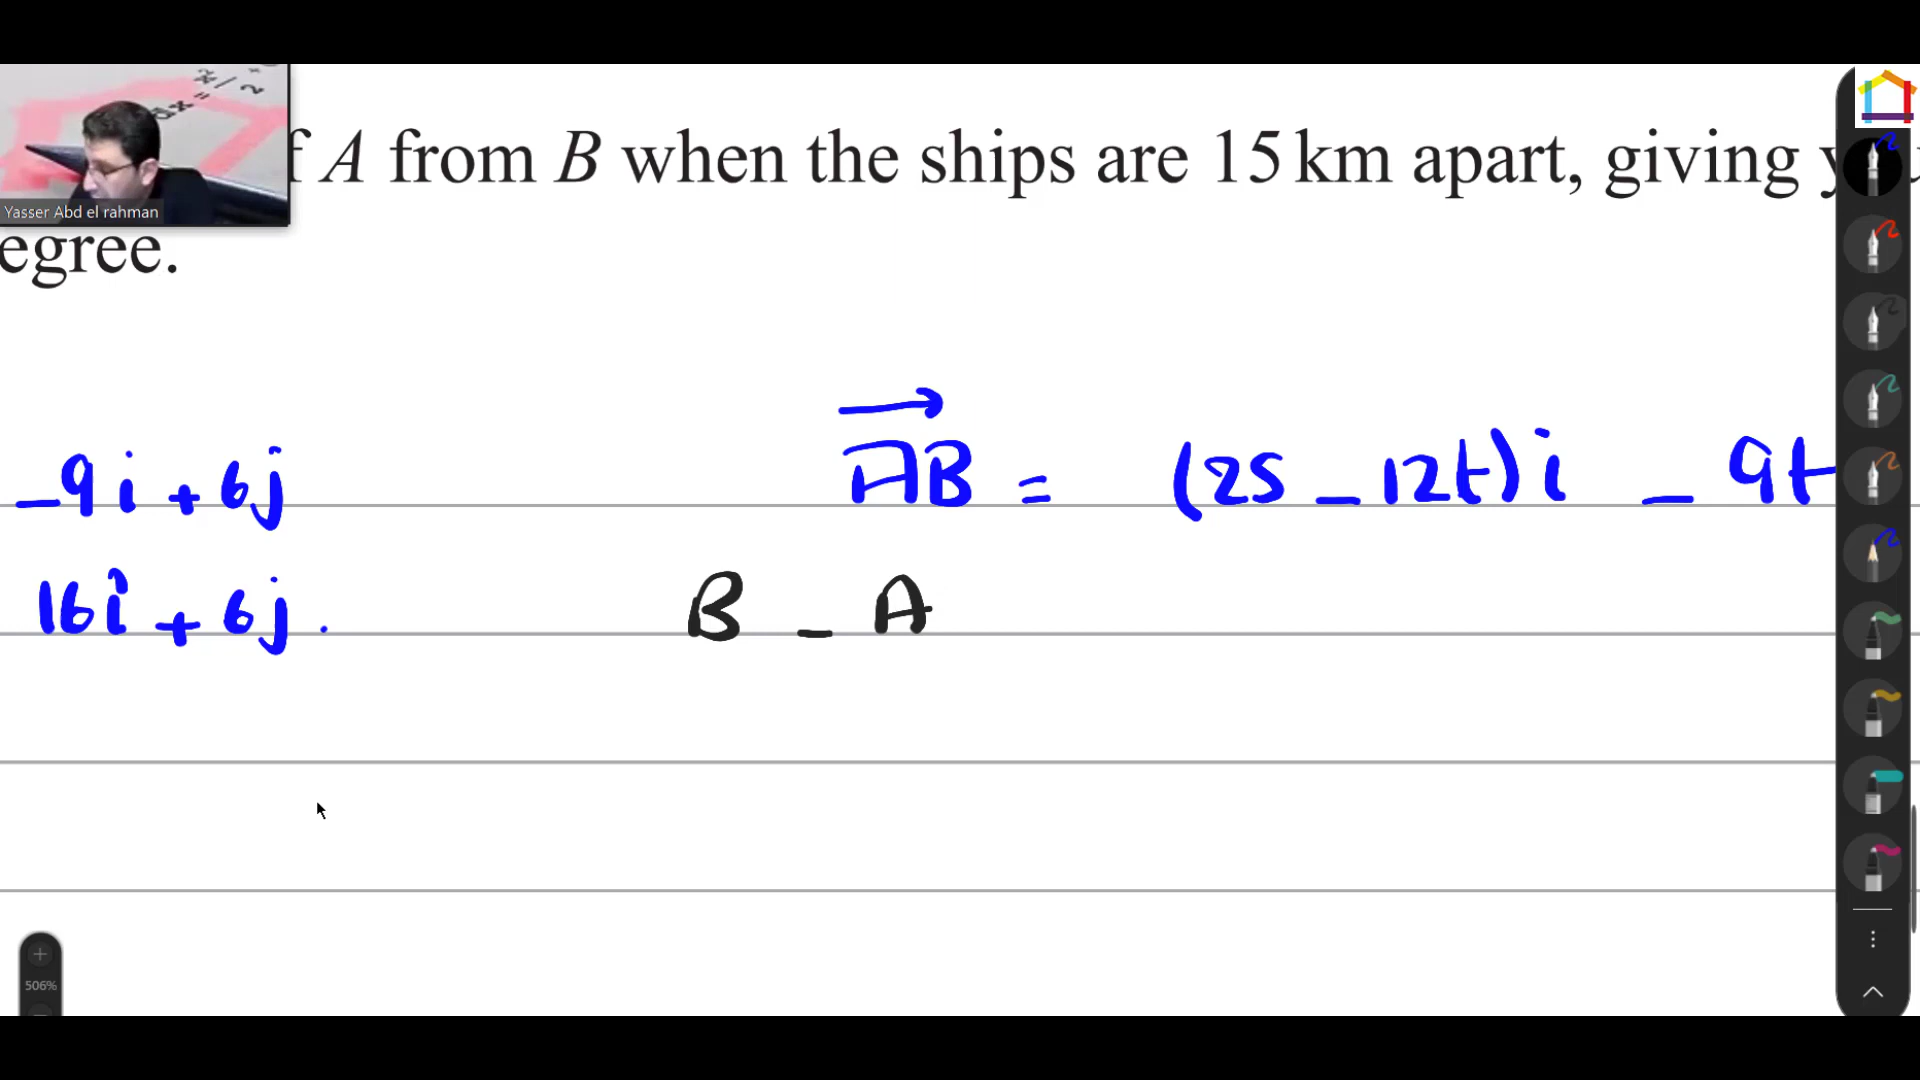 f A from B when the ships are 15 km apart, giving
Yasser Abd el rahman
egree.
AB = (25 - 12t)i - 9t
-9i + 6j
16i + 6j.
B - A
506%